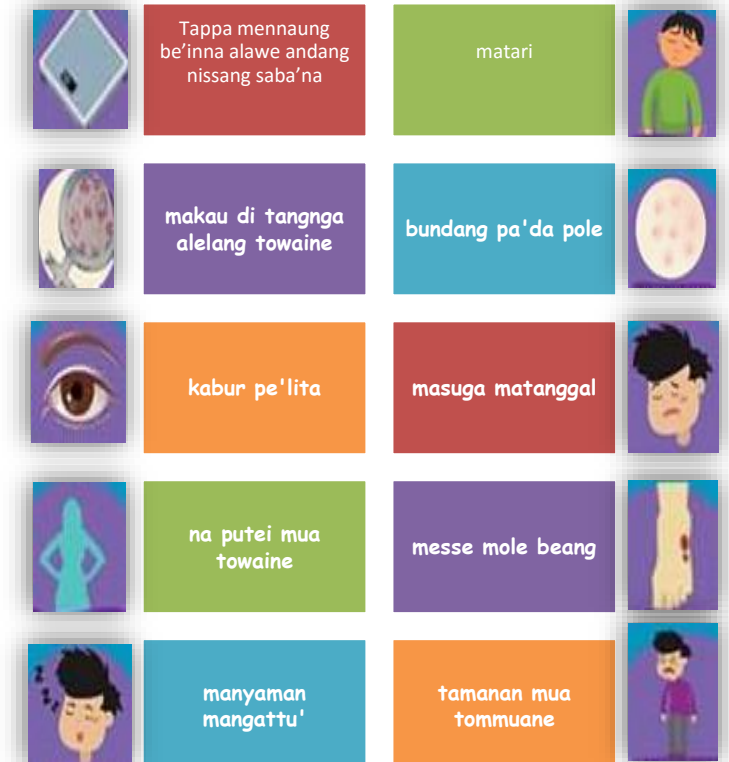 Tappa mennaung
be’inna alawe andang
nissang saba’na
matari
makau di tangnga
alelang towaine
bundang pa'da pole
kabur pe'lita
masuga matanggal
na putei mua
towaine
messe mole beang
manyaman
mangattu'
tamanan mua
tommuane